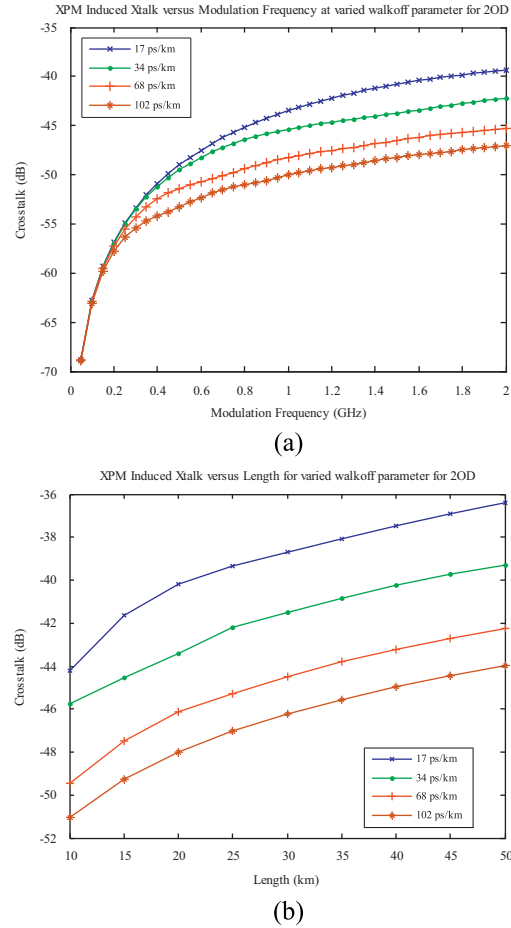 XPM Induced Xtalk versus Modulation Frequency at varied walkoff parameter for 2OD
-35
-40
-45
-50
-55
-60
-65
-70
Crosstalk (dB)
17 ps/km
34 ps/km
68 ps/km
102 ps/km
0 0.2 0.4 0.6 0.8 1 1.2 1.4 1.6 1.8 2
Modulation Frequency (GHz)
(a)
XPM Induced Xtalk versus Length for varied walkoff parameter for 2OD
-36
-38
-40
-42
-44
-46
-48
-50
-52
Crosstalk (dB)
17 ps/km
34 ps/km
68 ps/km
102 ps/km
10 15 20 25 30 35 40 45 50
Length (km)
(b)